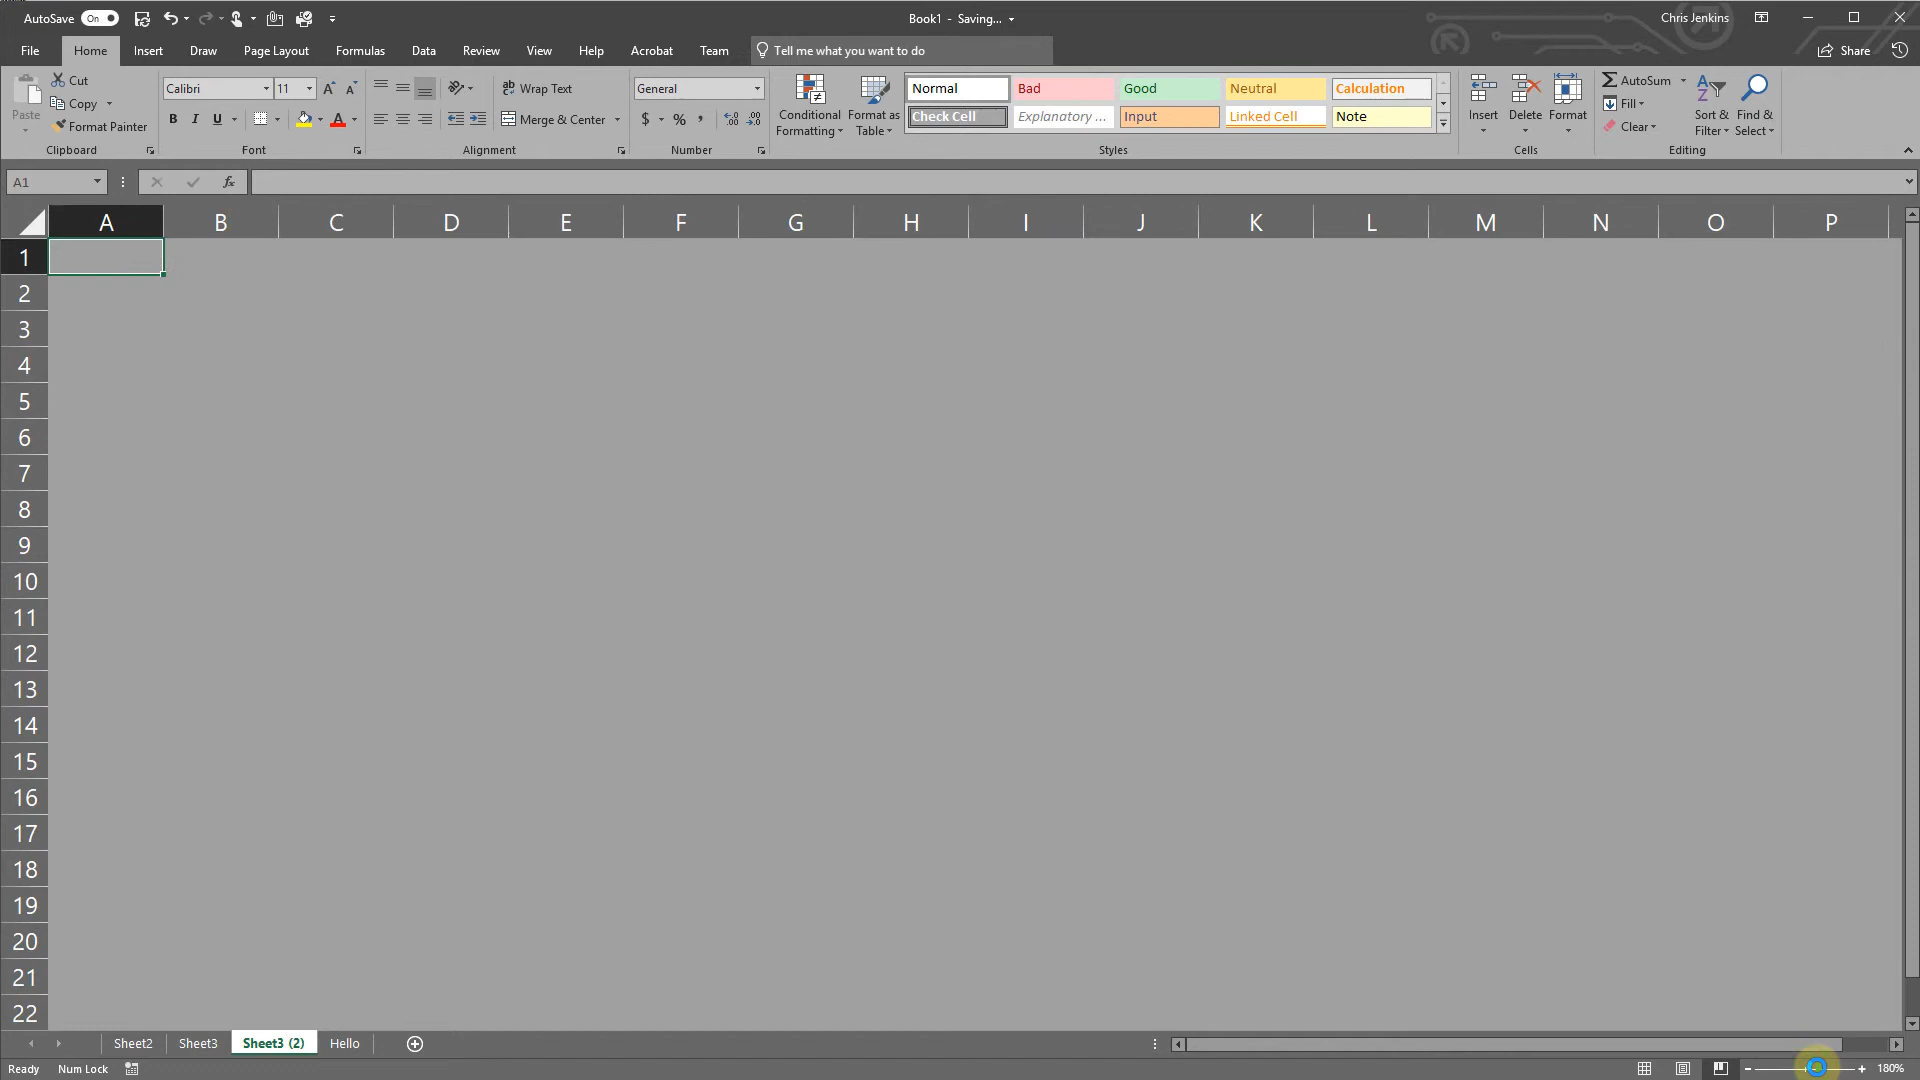 AutoSave On Book1 - Saving... Chris Jenkins
File Home Insert Draw Page Layout Formulas Data Review View Help Acrobat Team Tell me what you want to do Share
Paste Cut Copy Format Painter
Clipboard
Calibri 11
B I U A
Font
Wrap Text
Merge & Center
Alignment
General
$ % ,
Number
Conditional Formatting
Format as Table
Normal Bad Good Neutral Calculation
Check Cell Explanatory ... Input Linked Cell Note
Styles
Insert Delete Format
Cells
AutoSum
Fill
Clear
Sort & Filter
Find & Select
Editing
A1 fx
A B C D E F G H I J K L M N O P
1
2
3
4
5
6
7
8
9
10
11
12
13
14
15
16
17
18
19
20
21
22
Sheet2 Sheet3 Sheet3 (2) Hello
Ready Num Lock 180%